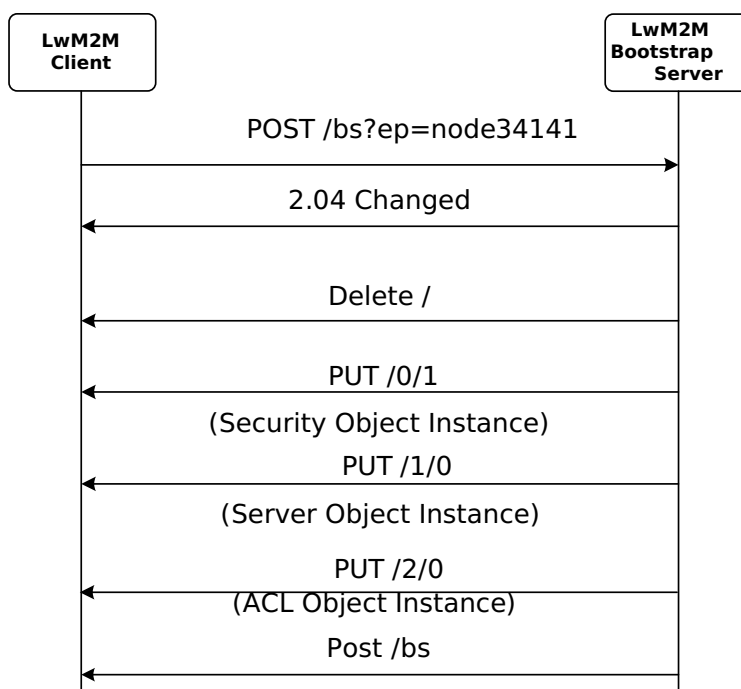 LwM2M
Client
LwM2M
Bootstrap
Server
POST /bs?ep=node34141
2.04 Changed
Delete /
PUT /0/1
(Security Object Instance)
PUT /1/0
(Server Object Instance)
PUT /2/0
(ACL Object Instance)
Post /bs